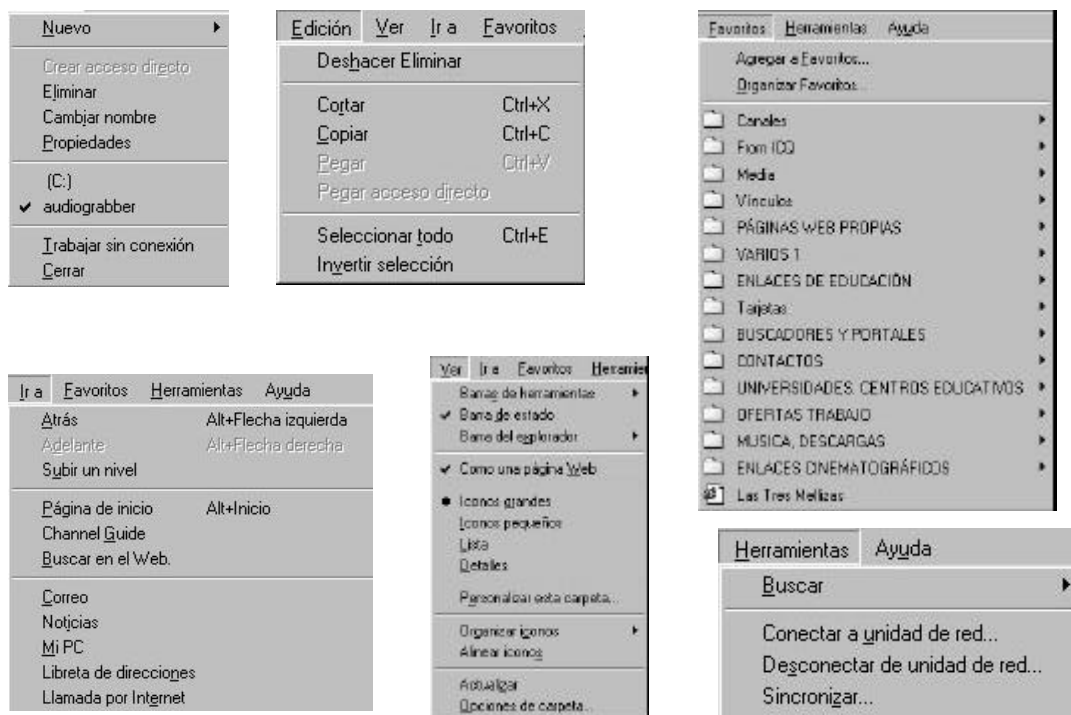 Nuevo
Crear acceso directo
Eliminar
Cambiar nombre
Propiedades
(C:)
audiograbber
Trabajar sin conexión
Cerrar
Edición Ver Ir a Favoritos
Deshacer Eliminar
Cortar Ctrl+X
Copiar Ctrl+C
Pegar Ctrl+V
Pegar acceso directo
Seleccionar todo Ctrl+E
Invertir selección
Favoritos Herramientas Ayuda
Agregar a Favoritos...
Organizar Favoritos...
Canales
From ICQ
Media
Vínculos
PÁGINAS WEB PROPIAS
VARIOS 1
ENLACES DE EDUCACIÓN
Tarjetas
BUSCADORES Y PORTALES
CONTACTOS
UNIVERSIDADES. CENTROS EDUCATIVOS
OFERTAS TRABAJO
MUSICA, DESCARGAS
ENLACES CINEMATOGRÁFICOS
Las Tres Mellizas
Ir a Favoritos Herramientas Ayuda
Atrás Alt+Flecha izquierda
Adelante Alt+Flecha derecha
Subir un nivel
Página de inicio Alt+Inicio
Channel Guide
Buscar en el Web.
Correo
Noticias
Mi PC
Libreta de direcciones
Llamada por Internet
Ver Ir a Favoritos Herramien
Barras de herramientas
Barra de estado
Barra del explorador
Como una página Web
Iconos grandes
Iconos pequeños
Lista
Detalles
Personalizar esta carpeta...
Organizar iconos
Alinear iconos
Actualizar
Opciones de carpeta...
Herramientas Ayuda
Buscar
Conectar a unidad de red...
Desconectar de unidad de red...
Sincronizar...